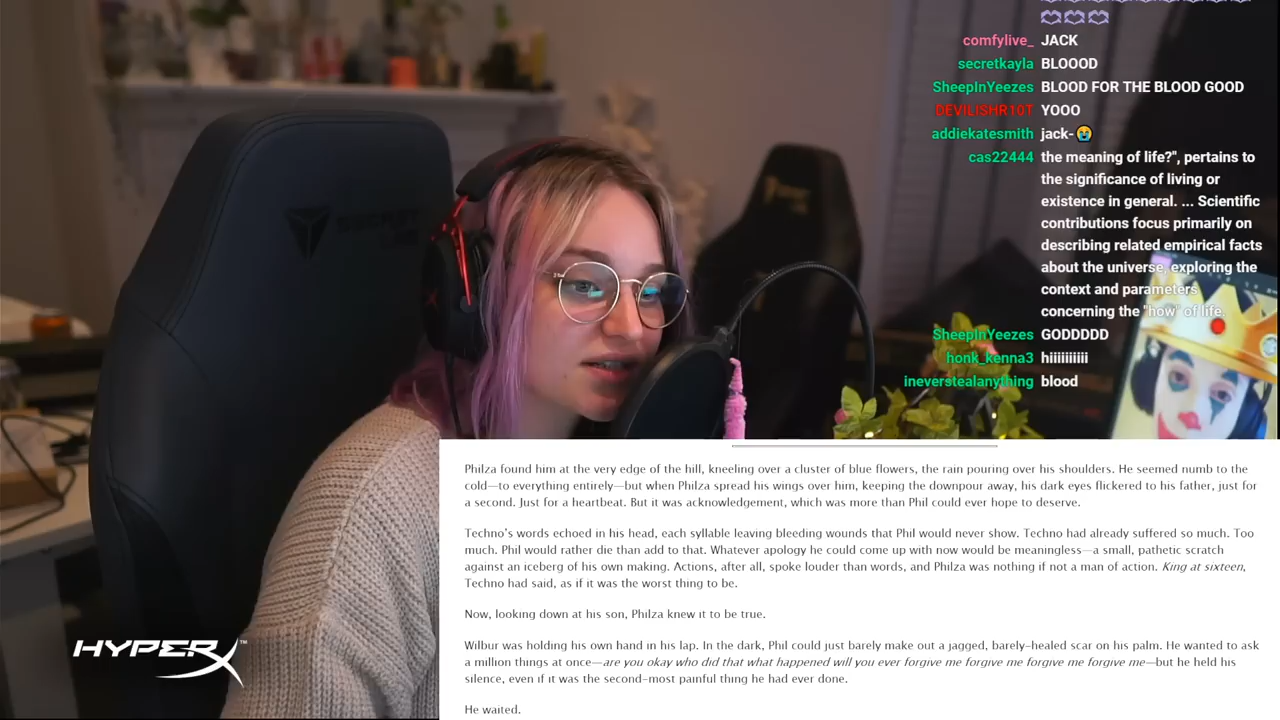 comfylive_ JACK
secretkayla BLOOOD
SheepInYeezes BLOOD FOR THE BLOOD GOOD
DEVILISHR10T YOOO
addiekatesmith jack-😭
cas22444 the meaning of life?", pertains to
the significance of living or
existence in general. ... Scientific
contributions focus primarily on
describing related empirical facts
about the universe, exploring the
context and parameters
concerning the "how" of life.
SheepInYeezes GODDDDD
honk_kenna3 hiiiiiiiiii
ineverstealanything blood
Philza found him at the very edge of the hill, kneeling over a cluster of blue flowers, the rain pouring over his shoulders. He seemed numb to the
cold—to everything entirely—but when Philza spread his wings over him, keeping the downpour away, his dark eyes flickered to his father, just for
a second. Just for a heartbeat. But it was acknowledgement, which was more than Phil could ever hope to deserve.
Techno's words echoed in his head, each syllable leaving bleeding wounds that Phil would never show. Techno had already suffered so much. Too
much. Phil would rather die than add to that. Whatever apology he could come up with now would be meaningless—a small, pathetic scratch
against an iceberg of his own making. Actions, after all, spoke louder than words, and Philza was nothing if not a man of action. King at sixteen,
Techno had said, as if it was the worst thing to be.
Now, looking down at his son, Philza knew it to be true.
Wilbur was holding his own hand in his lap. In the dark, Phil could just barely make out a jagged, barely-healed scar on his palm. He wanted to ask
a million things at once—are you okay who did that what happened will you ever forgive me forgive me forgive me forgive me—but he held his
silence, even if it was the second-most painful thing he had ever done.
He waited.
HYPERX™